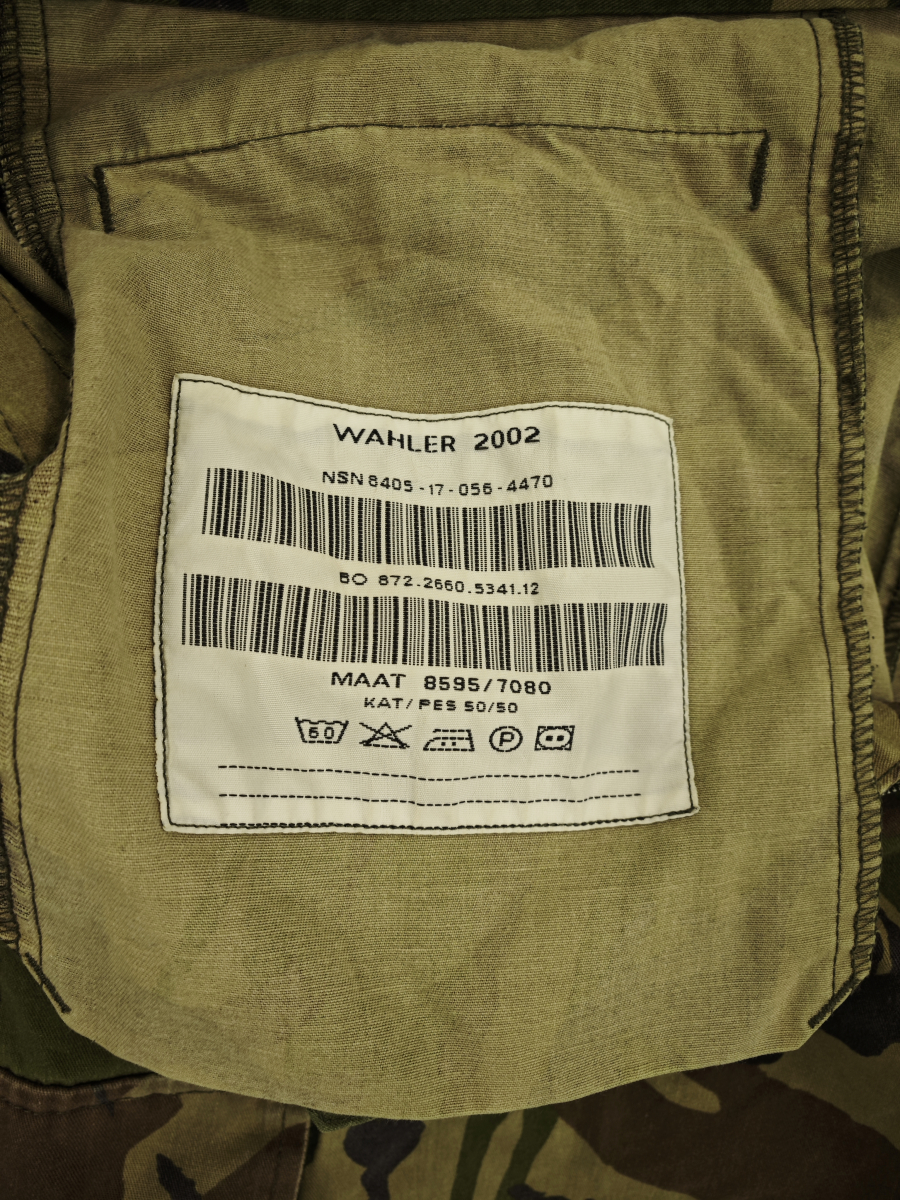 WAHLER 2002
NSN 8405-17-056-4470
BO 872.2660.5341.12
MAAT 8595/7080
KAT/PES 50/50
60 P